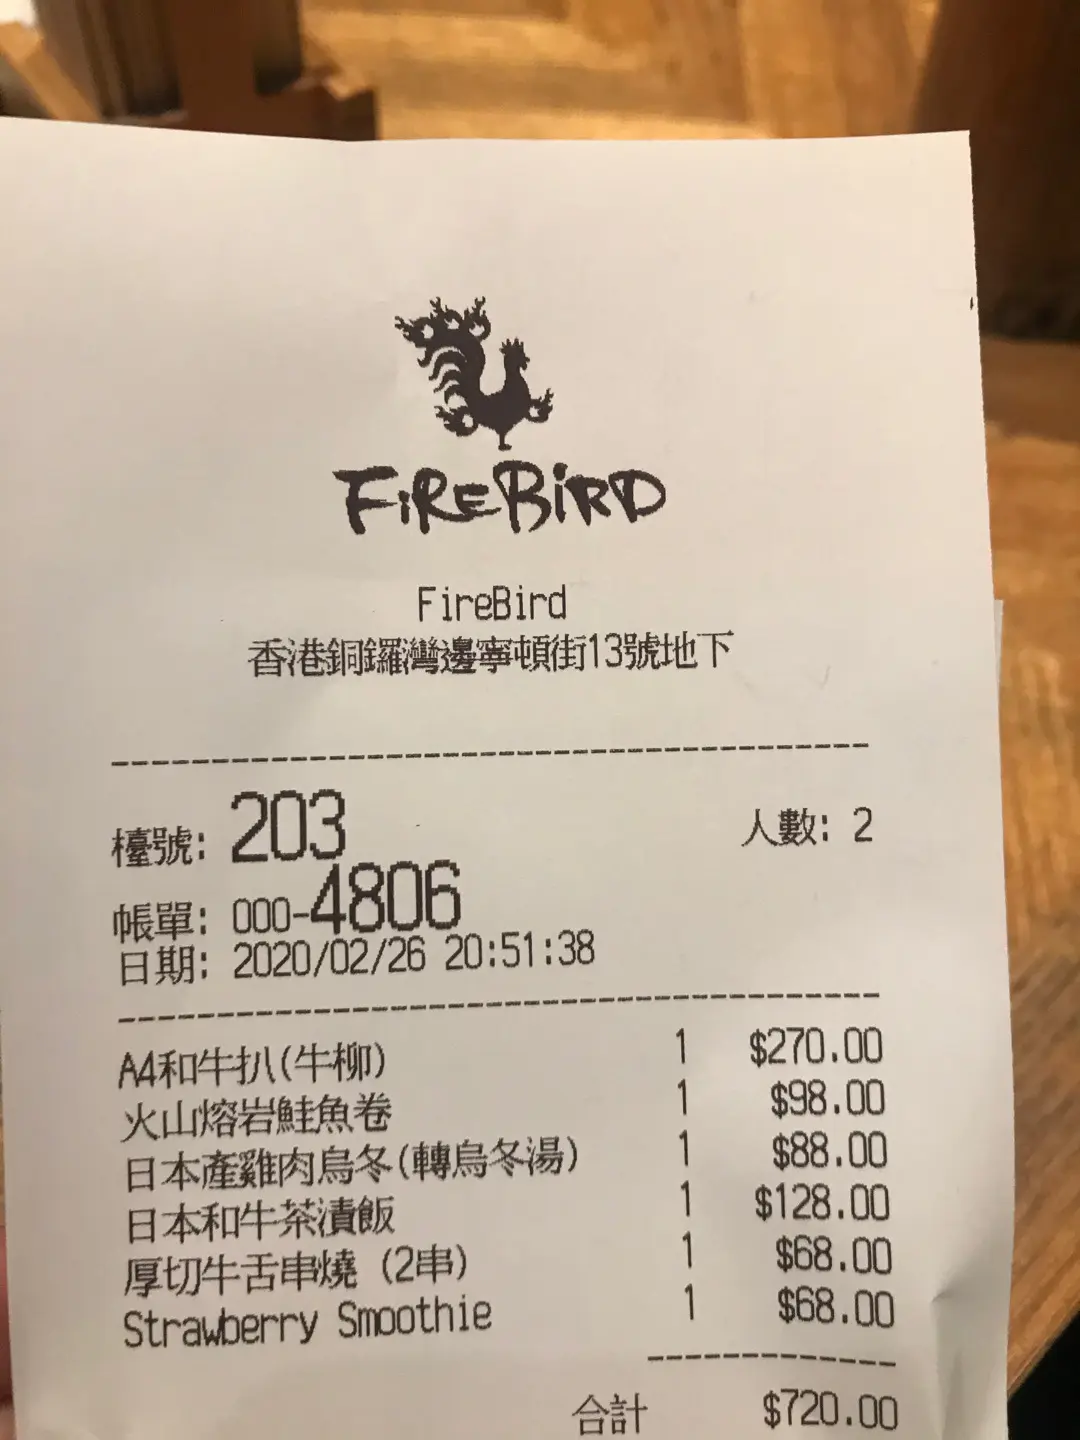 FIREBIRD
FireBird
香港銅鑼灣邊寧頓街13號地下
檯號: 203 人數: 2
帳單: 000-4806
日期: 2020/02/26 20:51:38
A4和牛扒(牛柳) 1 $270.00
火山熔岩鮭魚卷 1 $98.00
日本產雞肉烏冬(轉烏冬湯) 1 $88.00
日本和牛茶漬飯 1 $128.00
厚切牛舌串燒 (2串) 1 $68.00
Strawberry Smoothie 1 $68.00
合計 $720.00